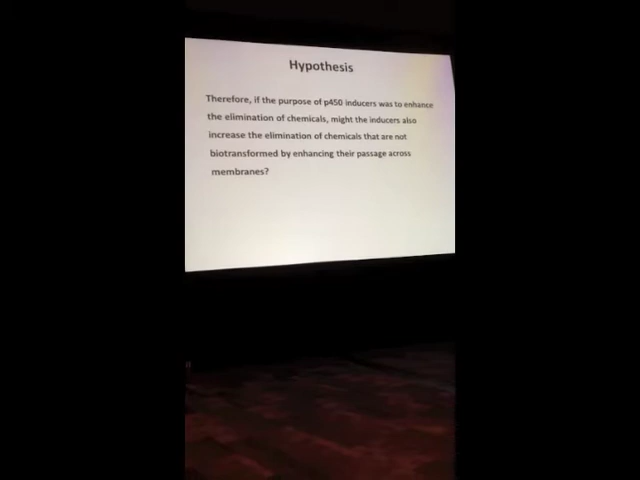 Hypothesis
Therefore, if the purpose of p450 inducers was to enhance
the elimination of chemicals, might the inducers also
increase the elimination of chemicals that are not
biotransformed by enhancing their passage across
membranes?